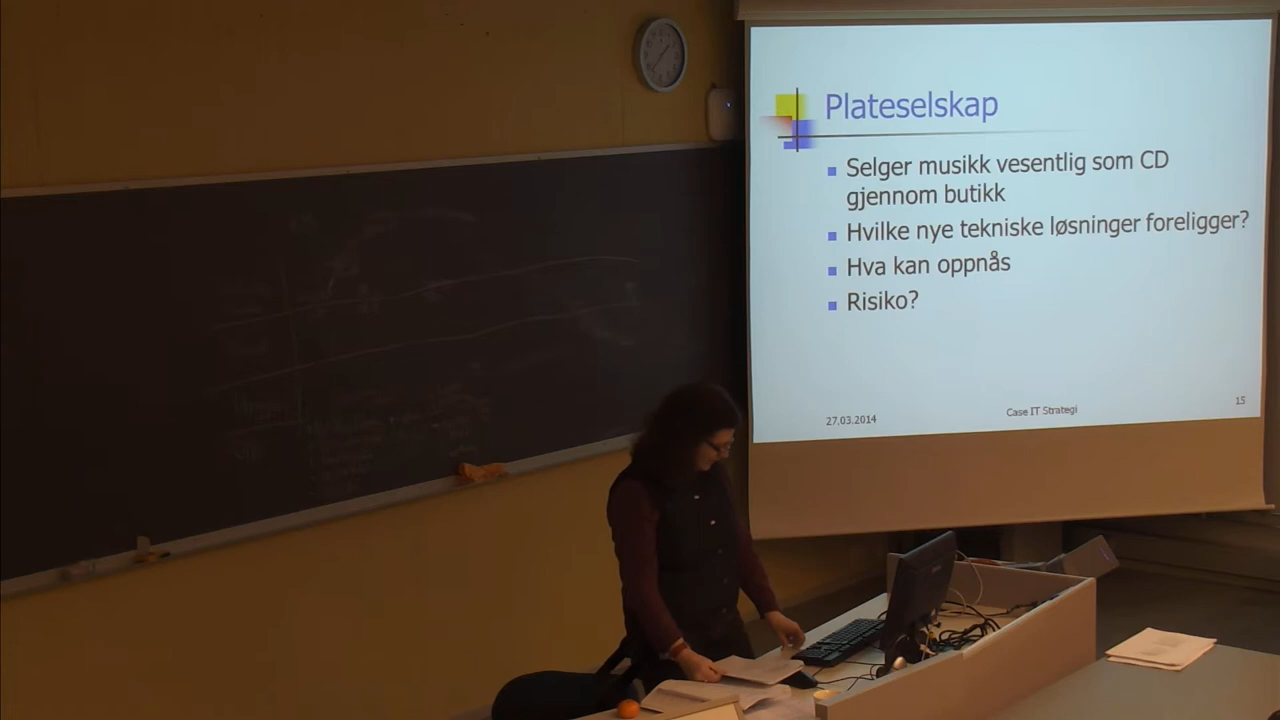 Plateselskap
Selger musikk vesentlig som CD
gjennom butikk
Hvilke nye tekniske løsninger foreligger?
Hva kan oppnås
Risiko?
27.03.2014
Case IT Strategi
15